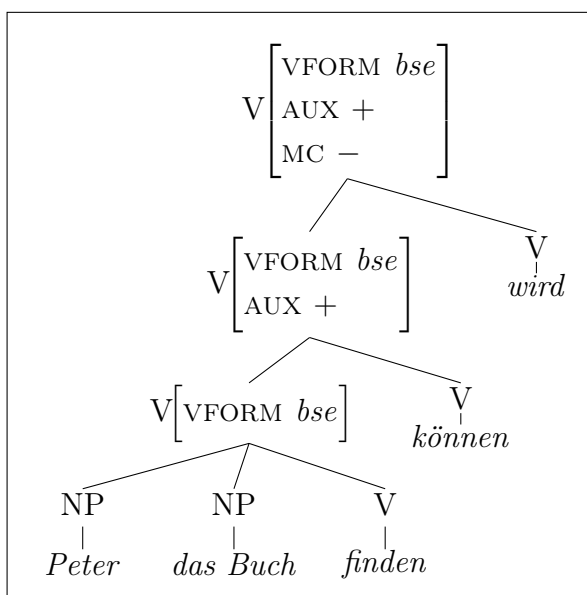 V[VFORM bse
AUX +
MC −]
V[VFORM bse
AUX +]
V
wird
V[VFORM bse]
V
können
NP NP V
Peter das Buch finden